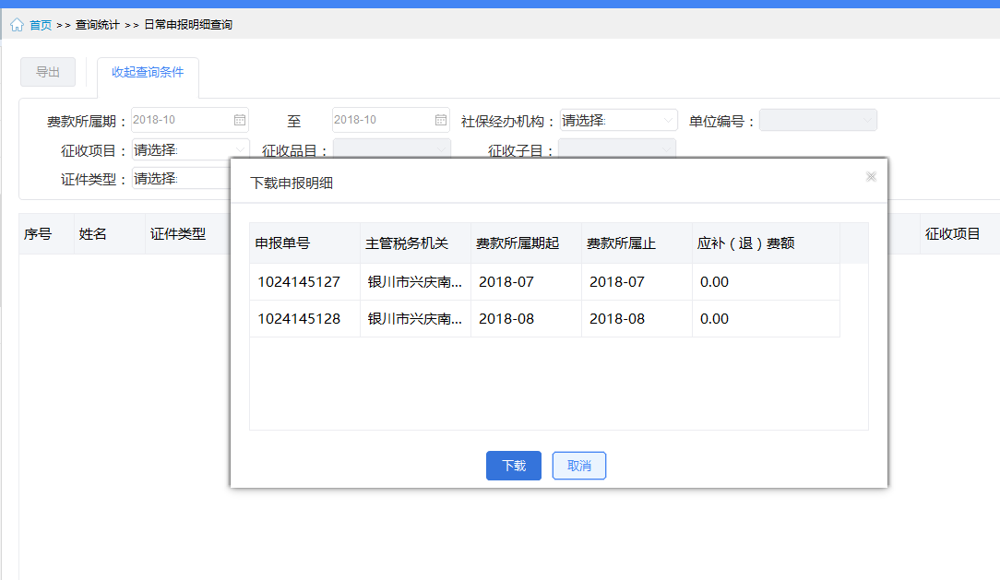 首页 >> 查询统计 >> 日常申报明细查询
导出 收起查询条件
费款所属期： 2018-10 至 2018-10 社保经办机构： 请选择: 单位编号：
征收项目： 请选择: 征收品目： 征收子目：
证件类型： 请选择:
下载申报明细
序号 姓名 证件类型 征收项目
申报单号 主管税务机关 费款所属期起 费款所属止 应补（退）费额
1024145127 银川市兴庆南... 2018-07 2018-07 0.00
1024145128 银川市兴庆南... 2018-08 2018-08 0.00
下载 取消